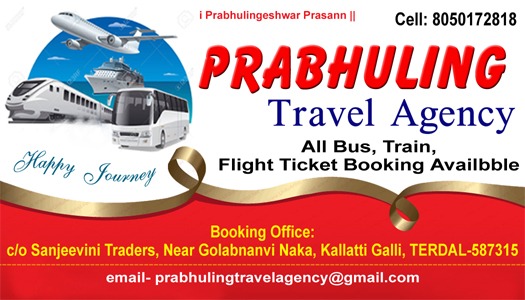 i Prabhulingeshwar Prasann ||
Cell: 8050172818
PRABHULING
Travel Agency
All Bus, Train,
Flight Ticket Booking Availbble
Happy Journey
Booking Office:
c/o Sanjeevini Traders, Near Golabnanvi Naka, Kallatti Galli, TERDAL-587315
email- prabhulingtravelagency@gmail.com